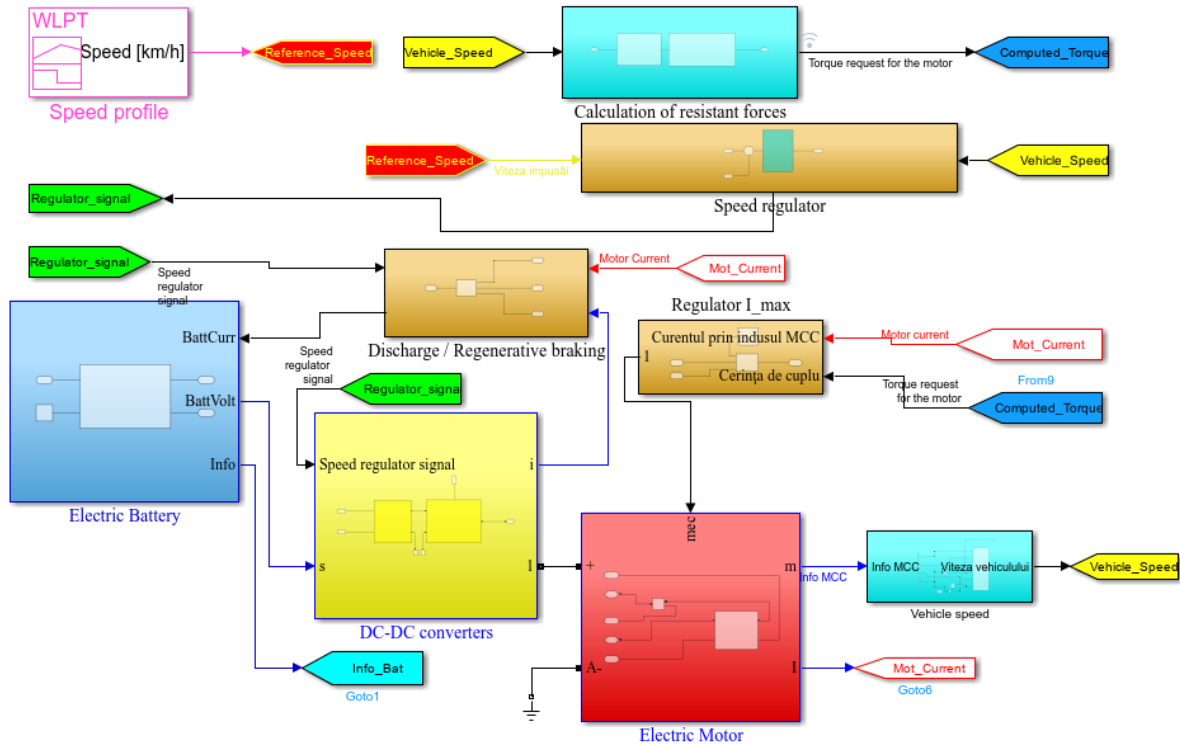 WLPT
Speed [km/h]
Speed profile
Reference_Speed
Vehicle_Speed
Calculation of resistant forces
Torque request for the motor
Computed_Torque
Reference_Speed
Viteza impusăi
Speed regulator
Vehicle_Speed
Regulator_signal
Regulator_signal
Speed
regulator
signal
Discharge / Regenerative braking
Motor Current
Mot_Current
Regulator I_max
Curentul prin indusul MCC
l
Cerința de cuplu
Motor current
Mot_Current
From9
Torque request
for the motor
Computed_Torque
BattCurr
BattVolt
Info
Electric Battery
Speed
regulator
signal
Regulator_signa
Speed regulator signal
i
s
l
DC-DC converters
Info_Bat
Goto1
mec
+
m
A-
I
Electric Motor
Info MCC
Info MCC
Viteza vehiculului
Vehicle speed
Vehicle_Speed
Mot_Current
Goto6